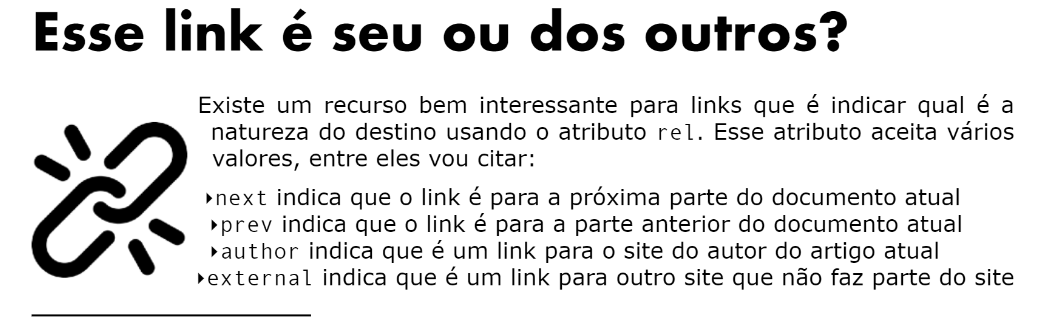 Esse link é seu ou dos outros?
Existe um recurso bem interessante para links que é indicar qual é a
natureza do destino usando o atributo rel. Esse atributo aceita vários
valores, entre eles vou citar:
‣next indica que o link é para a próxima parte do documento atual
‣prev indica que o link é para a parte anterior do documento atual
‣author indica que é um link para o site do autor do artigo atual
‣external indica que é um link para outro site que não faz parte do site